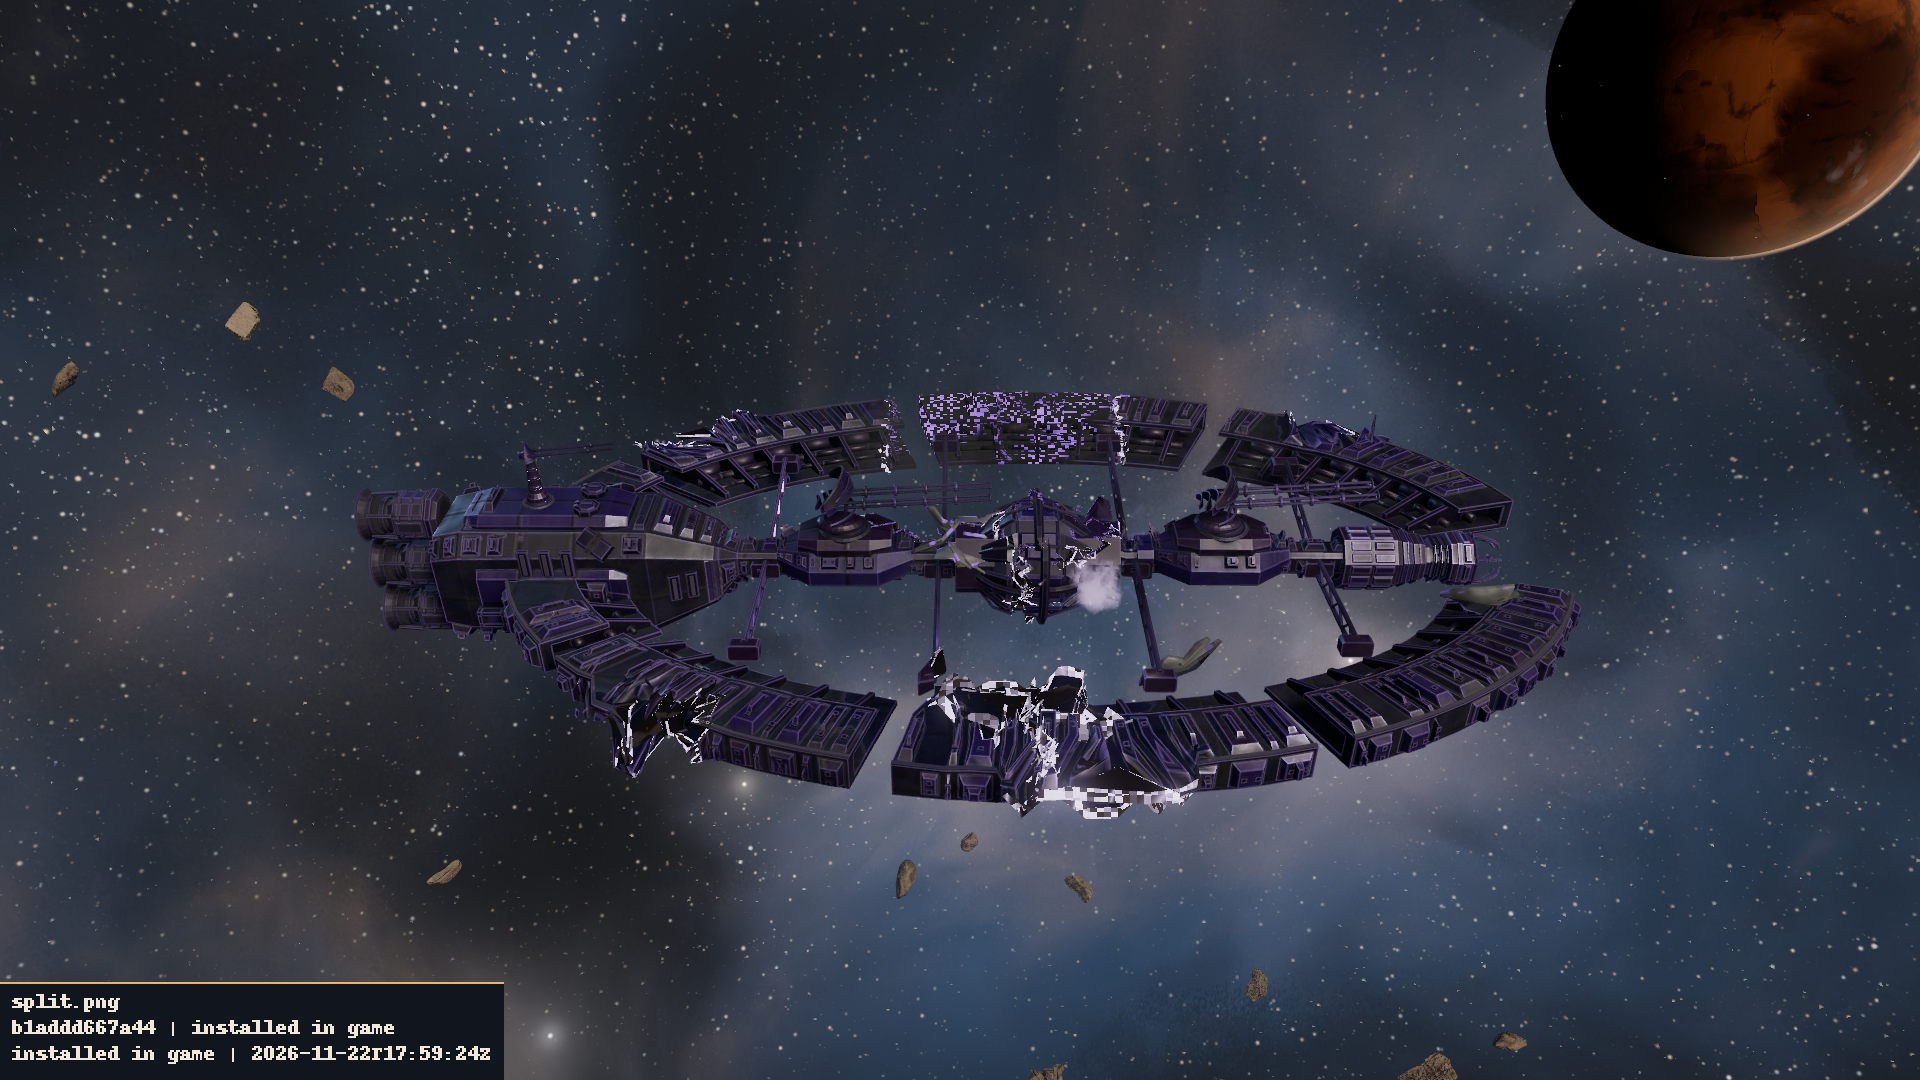 split.png
b1addd667a44 | installed in game
installed in game | 2026-11-22T17:59:24Z